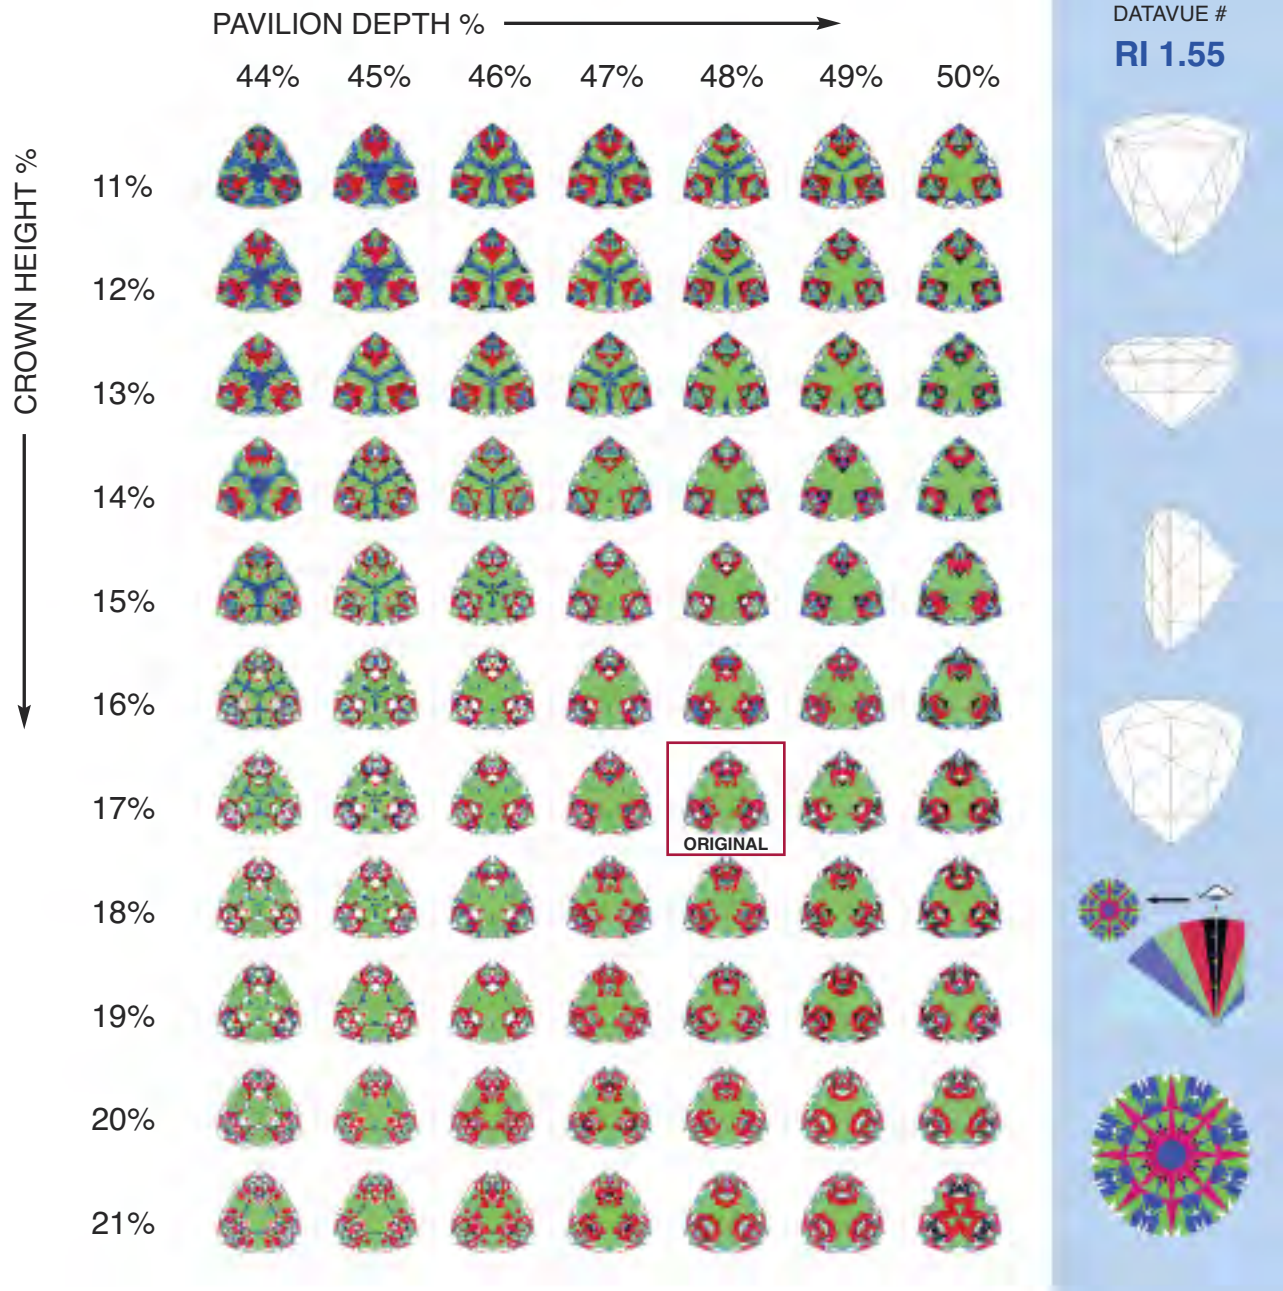 PAVILION DEPTH %
44% 45% 46% 47% 48% 49% 50%
CROWN HEIGHT %
11%
12%
13%
14%
15%
16%
17%
ORIGINAL
18%
19%
20%
21%
DATAVUE #
RI 1.55